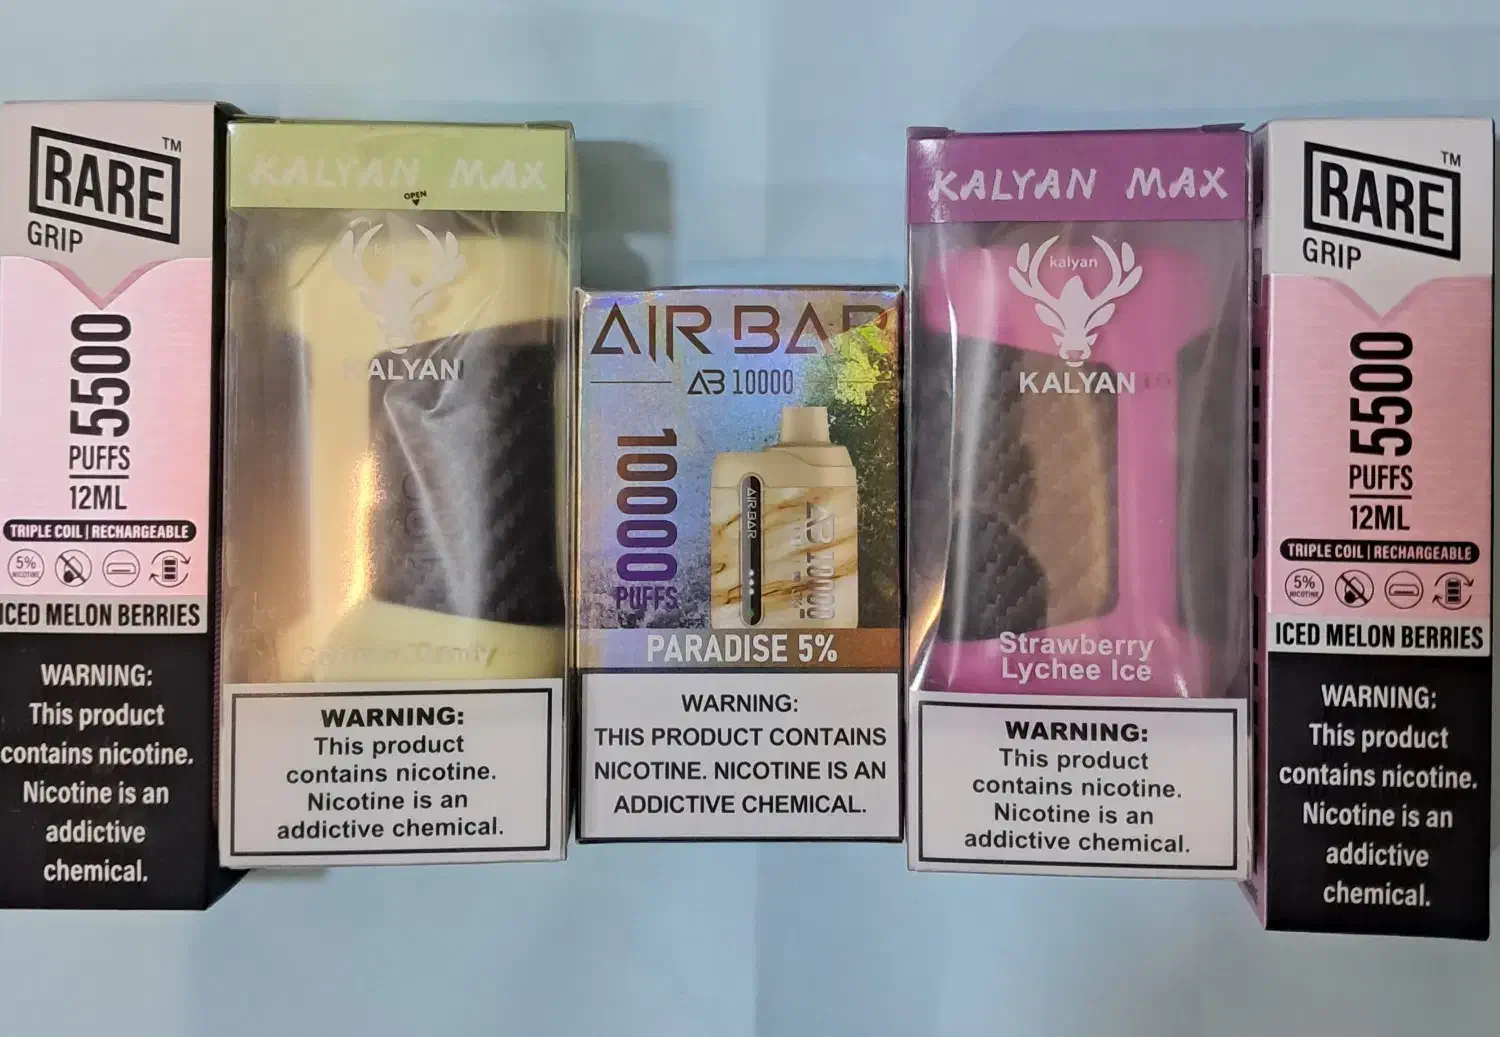 RARE™
GRIP
5500
PUFFS
12ML
TRIPLE COIL | RECHARGEABLE
5%
NICOTINE
ICED MELON BERRIES
WARNING:
This product
contains nicotine.
Nicotine is an
addictive
chemical.
KALYAN MAX
OPEN
KALYAN
Candy
WARNING:
This product
contains nicotine.
Nicotine is an
addictive chemical.
AIR BAR
AB 10000
10000
PUFFS
AIR BAR
AB 10000
PARADISE 5%
WARNING:
THIS PRODUCT CONTAINS
NICOTINE. NICOTINE IS AN
ADDICTIVE CHEMICAL.
KALYAN MAX
kalyan
KALYAN
Strawberry
Lychee Ice
WARNING:
This product
contains nicotine.
Nicotine is an
addictive chemical.
RARE™
GRIP
5500
PUFFS
12ML
TRIPLE COIL | RECHARGEABLE
5%
NICOTINE
ICED MELON BERRIES
WARNING:
This product
contains nicotine.
Nicotine is an
addictive
chemical.